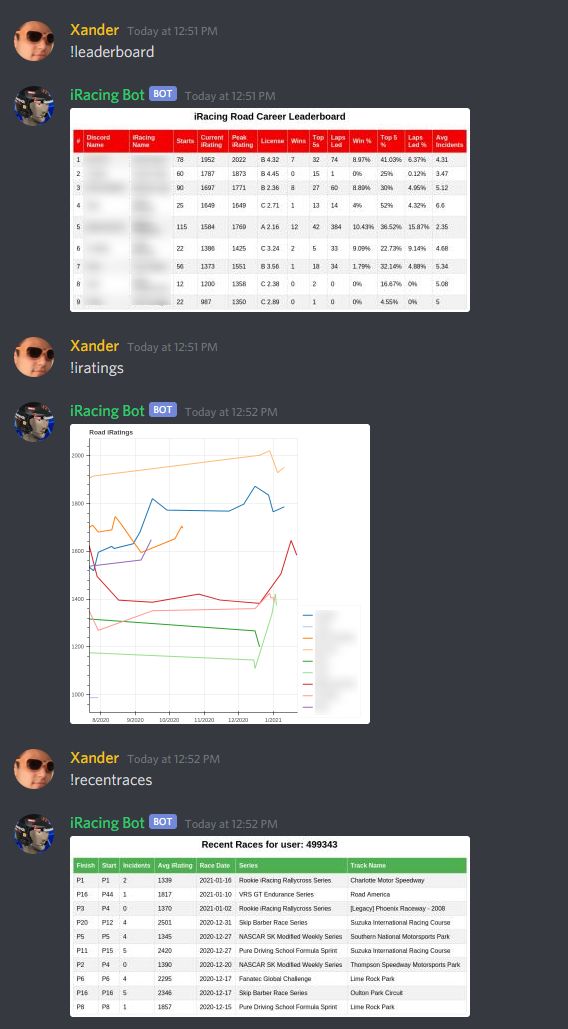 Xander Today at 12:51 PM
!leaderboard
iRacing Bot BOT Today at 12:51 PM
iRacing Road Career Leaderboard
# Discord Name iRacing Name Starts Current iRating Peak iRating License Wins Top 5s Laps Led Win % Top 5 % Laps Led % Avg Incidents
1 78 1952 2022 B 4.32 7 32 74 8.97% 41.03% 6.37% 4.31
2 60 1787 1873 B 4.45 0 15 1 0% 25% 0.12% 3.47
3 90 1697 1771 B 2.36 8 27 60 8.89% 30% 4.95% 5.12
4 25 1649 1649 C 2.71 1 13 14 4% 52% 4.32% 6.6
5 115 1584 1769 A 2.16 12 42 384 10.43% 36.52% 15.87% 2.35
6 22 1386 1425 C 3.24 2 5 33 9.09% 22.73% 9.14% 4.68
7 56 1373 1551 B 3.56 1 18 34 1.79% 32.14% 4.88% 5.34
8 12 1200 1358 C 2.38 0 2 0 0% 16.67% 0% 5.08
9 22 987 1350 C 2.89 0 1 0 0% 4.55% 0% 5
Xander Today at 12:51 PM
!iratings
iRacing Bot BOT Today at 12:52 PM
Road iRatings
2000
1800
1600
1400
1200
1000
8/2020 9/2020 10/2020 11/2020 12/2020 1/2021
Xander Today at 12:52 PM
!recentraces
iRacing Bot BOT Today at 12:52 PM
Recent Races for user: 499343
Finish Start Incidents Avg iRating Race Date Series Track Name
P1 P1 2 1339 2021-01-16 Rookie iRacing Rallycross Series Charlotte Motor Speedway
P16 P44 1 1817 2021-01-10 VRS GT Endurance Series Road America
P3 P4 0 1370 2021-01-02 Rookie iRacing Rallycross Series [Legacy] Phoenix Raceway - 2008
P20 P12 4 2501 2020-12-31 Skip Barber Race Series Suzuka International Racing Course
P5 P5 4 1345 2020-12-27 NASCAR SK Modified Weekly Series Southern National Motorsports Park
P11 P15 5 2420 2020-12-27 Pure Driving School Formula Sprint Suzuka International Racing Course
P2 P4 0 1390 2020-12-20 NASCAR SK Modified Weekly Series Thompson Speedway Motorsports Park
P6 P6 4 2295 2020-12-17 Fanatec Global Challenge Lime Rock Park
P16 P16 5 2346 2020-12-17 Skip Barber Race Series Oulton Park Circuit
P8 P8 1 1857 2020-12-15 Pure Driving School Formula Sprint Lime Rock Park